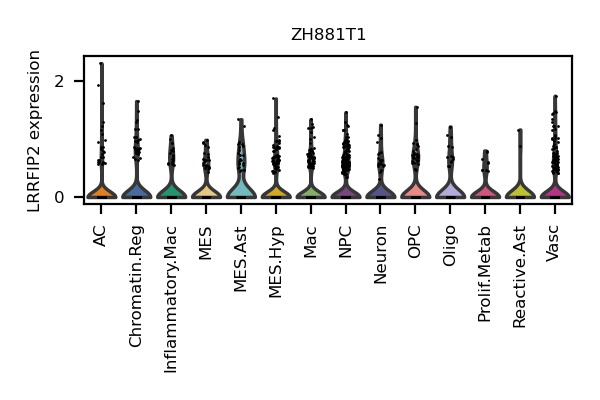 ZH881T1
LRRFIP2 expression
2
0
AC
Chromatin.Reg
Inflammatory.Mac
MES
MES.Ast
MES.Hyp
Mac
NPC
Neuron
OPC
Oligo
Prolif.Metab
Reactive.Ast
Vasc